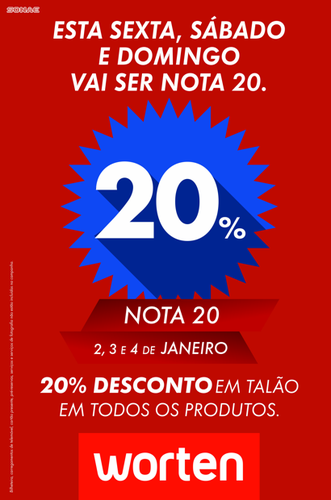 SONAE
ESTA SEXTA, SÁBADO
E DOMINGO
VAI SER NOTA 20.
20%
NOTA 20
2, 3 E 4 DE JANEIRO
20% DESCONTO EM TALÃO
EM TODOS OS PRODUTOS.
worten